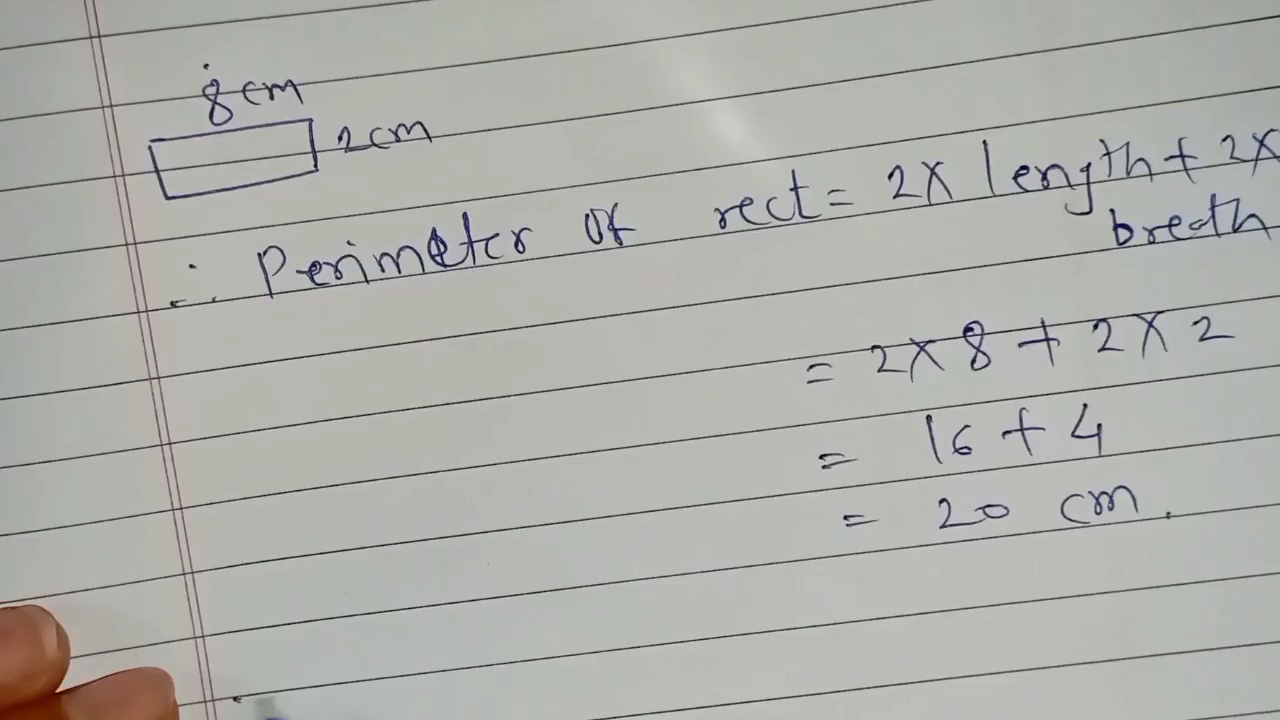 8cm
2cm
∴ Perimeter of rect = 2x length + 2x
breath
= 2x8 + 2x2
= 16 + 4
= 20 cm.